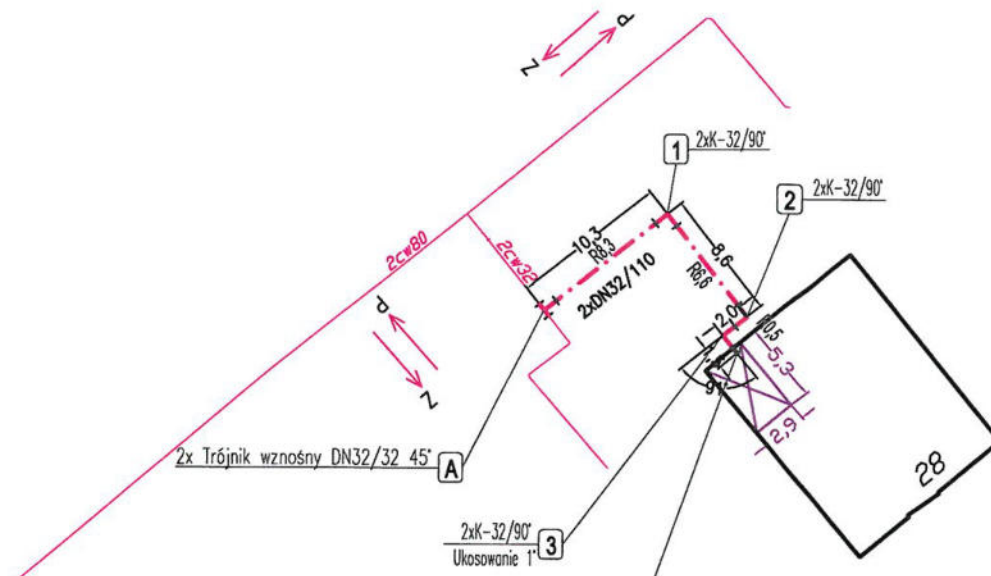 P
Z
1
2xK-32/90°
2
2xK-32/90°
10,3
R8,3
2xDN32/110
8,6
R6,6
2cw80
2cw32
P
Z
2,0
R0,5
5,3
2,9
91°
28
2x Trójnik wznośny DN32/32 45°
A
2xK-32/90°
3
Ukosowanie 1°